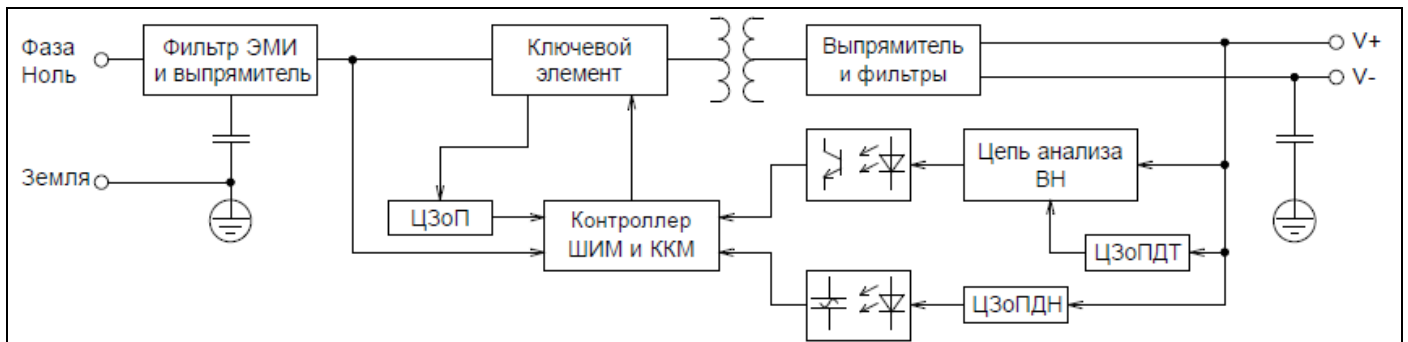 Фаза
Ноль
Земля
Фильтр ЭМИ
и выпрямитель
Ключевой
элемент
Выпрямитель
и фильтры
V+
V-
ЦЗоП
Контроллер
ШИМ и ККМ
Цепь анализа
ВН
ЦЗоПДТ
ЦЗоПДН